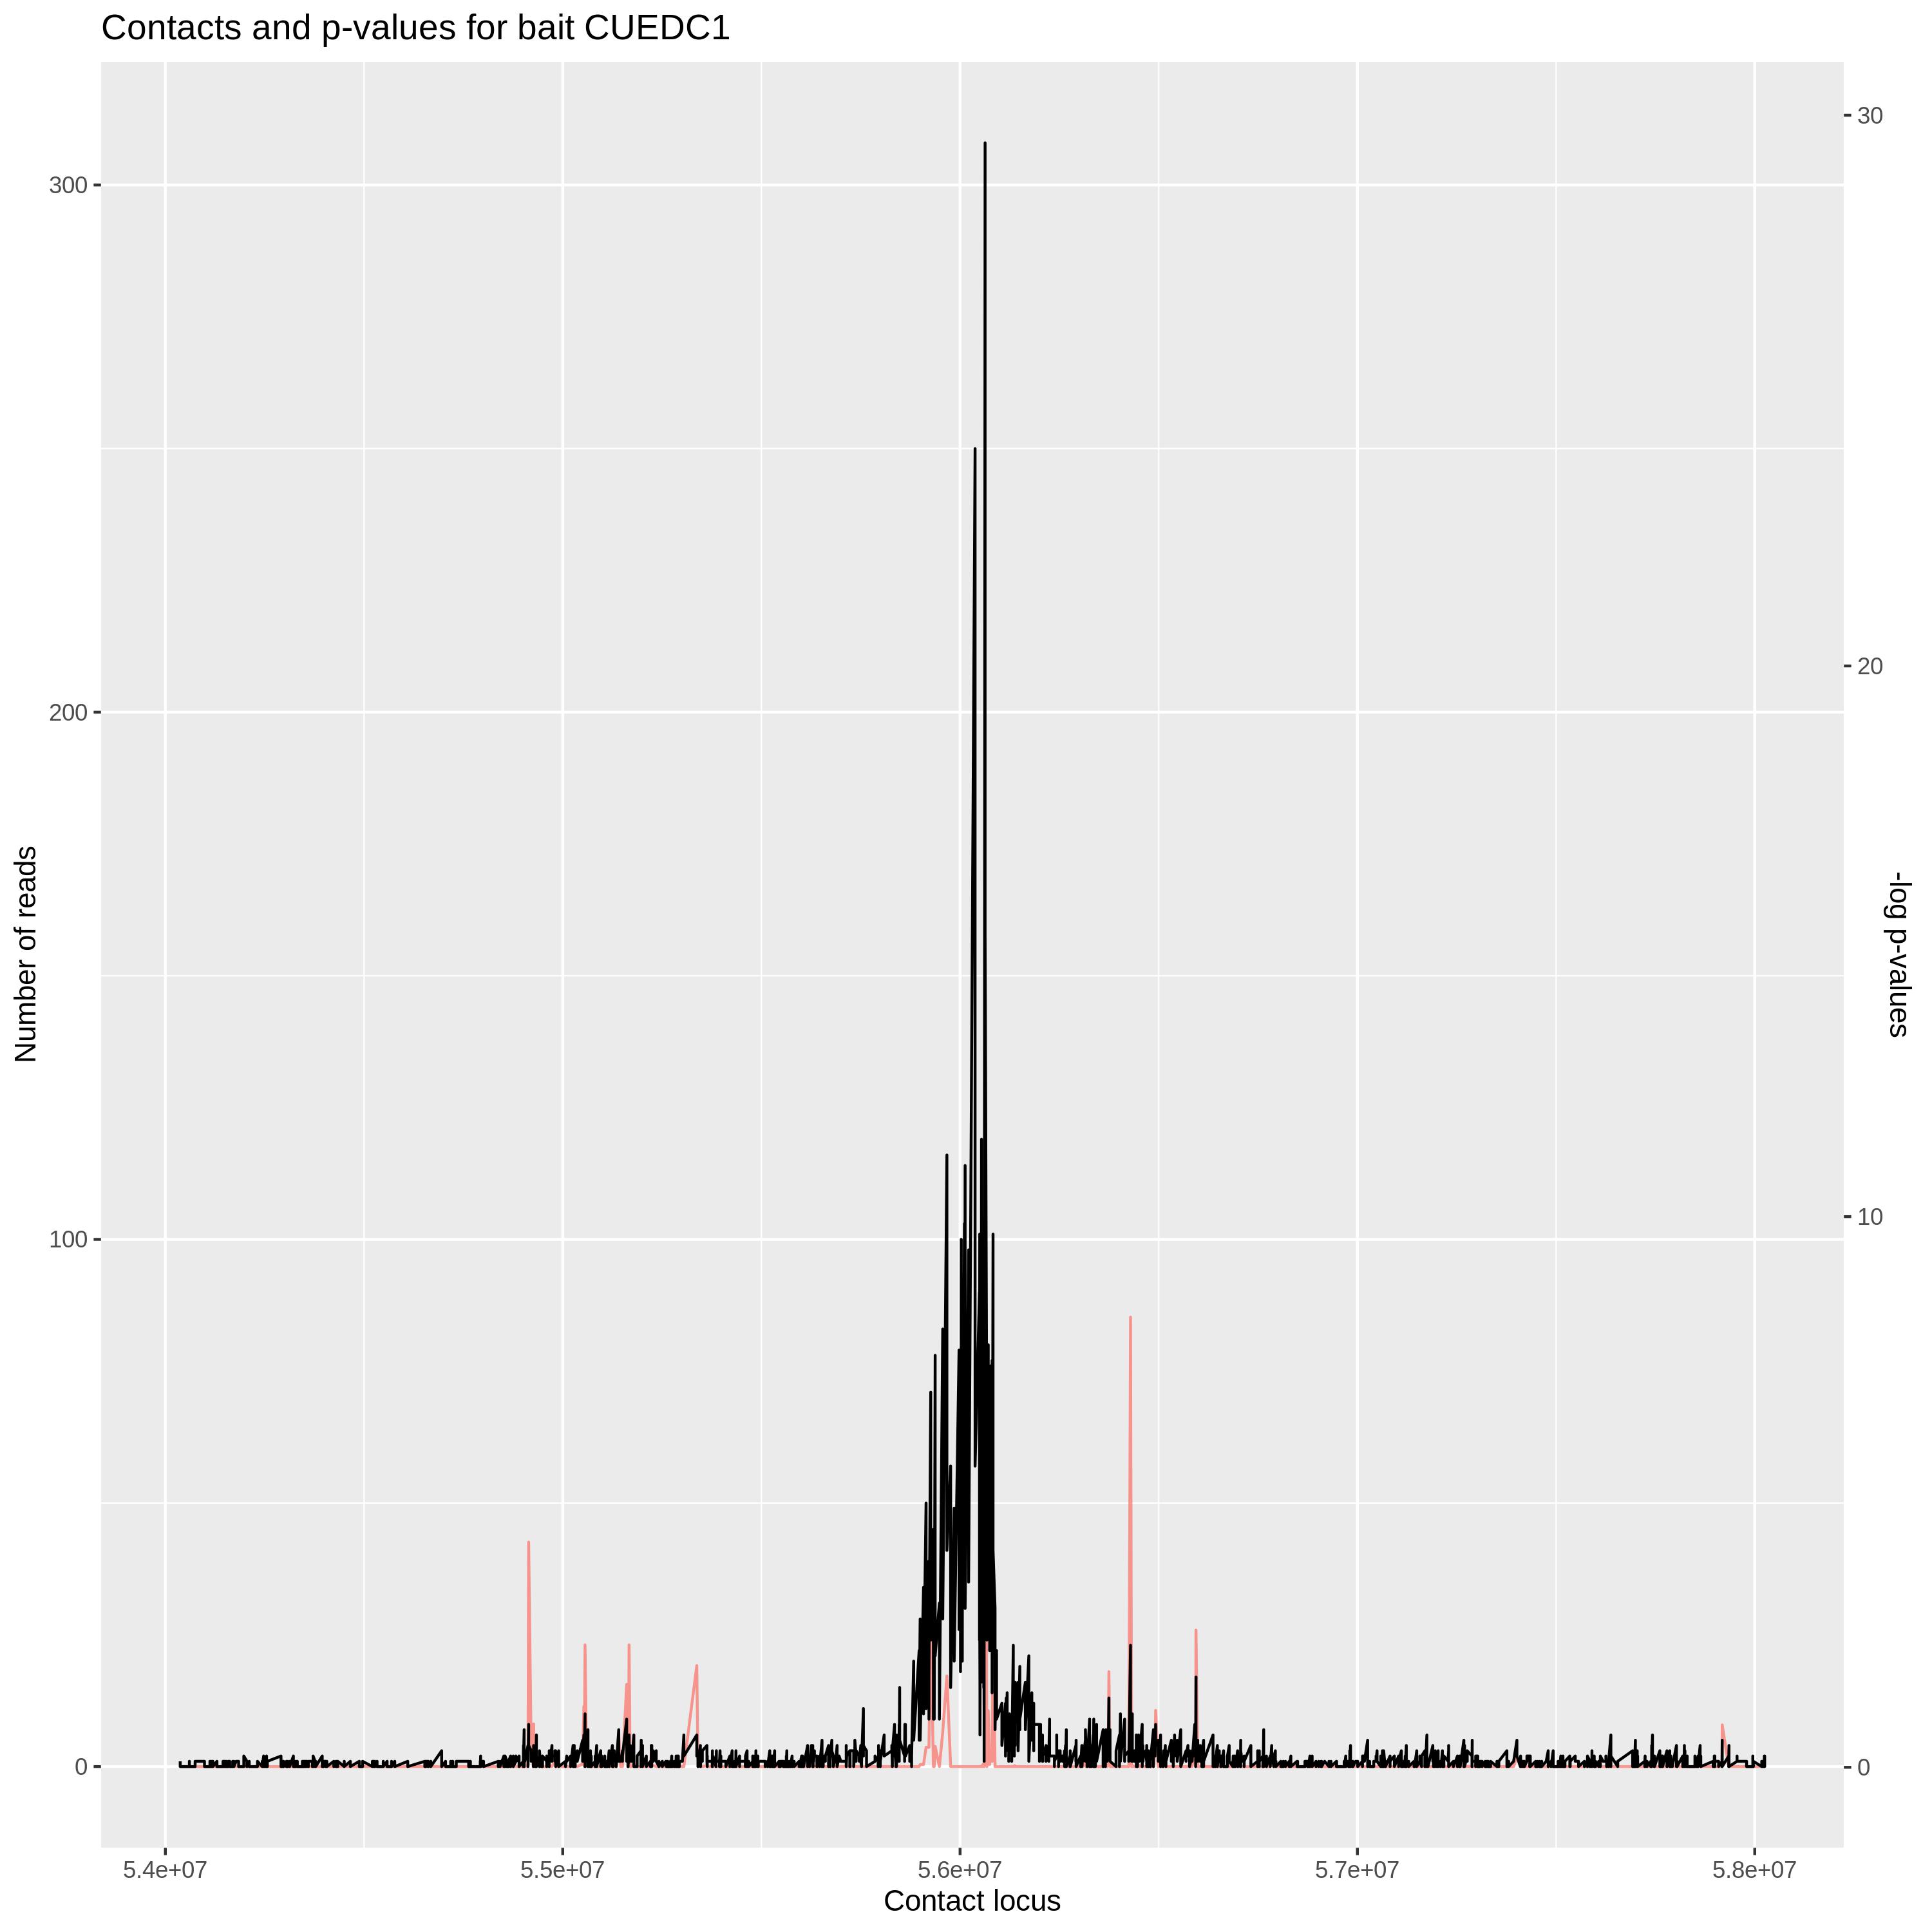 Contacts and p-values for bait CUEDC1
30
300
20
200
Number of reads
-log p-values
10
100
0
0
5.4e+07
5.5e+07
5.6e+07
5.7e+07
5.8e+07
Contact locus